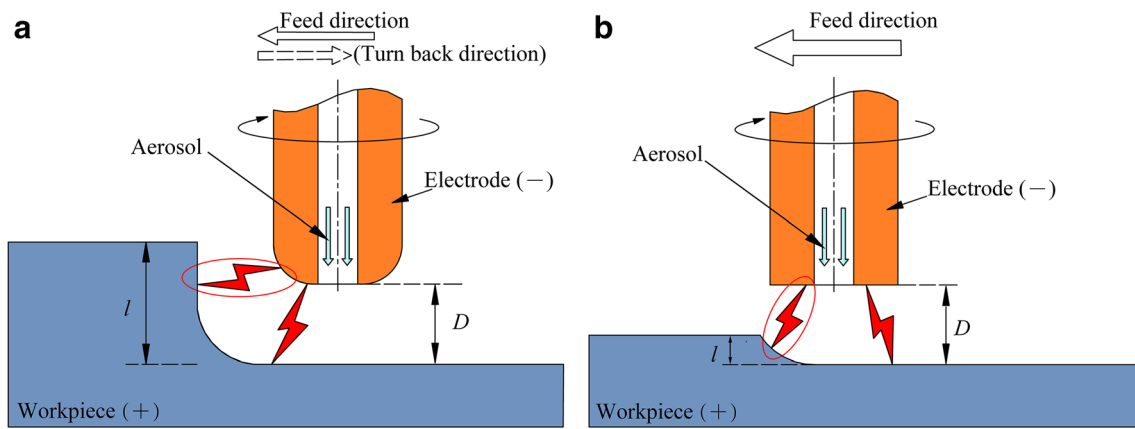 a
Feed direction
(Turn back direction)
Aerosol
Electrode (−)
l
D
Workpiece (+)
b
Feed direction
Aerosol
Electrode (−)
l
D
Workpiece (+)